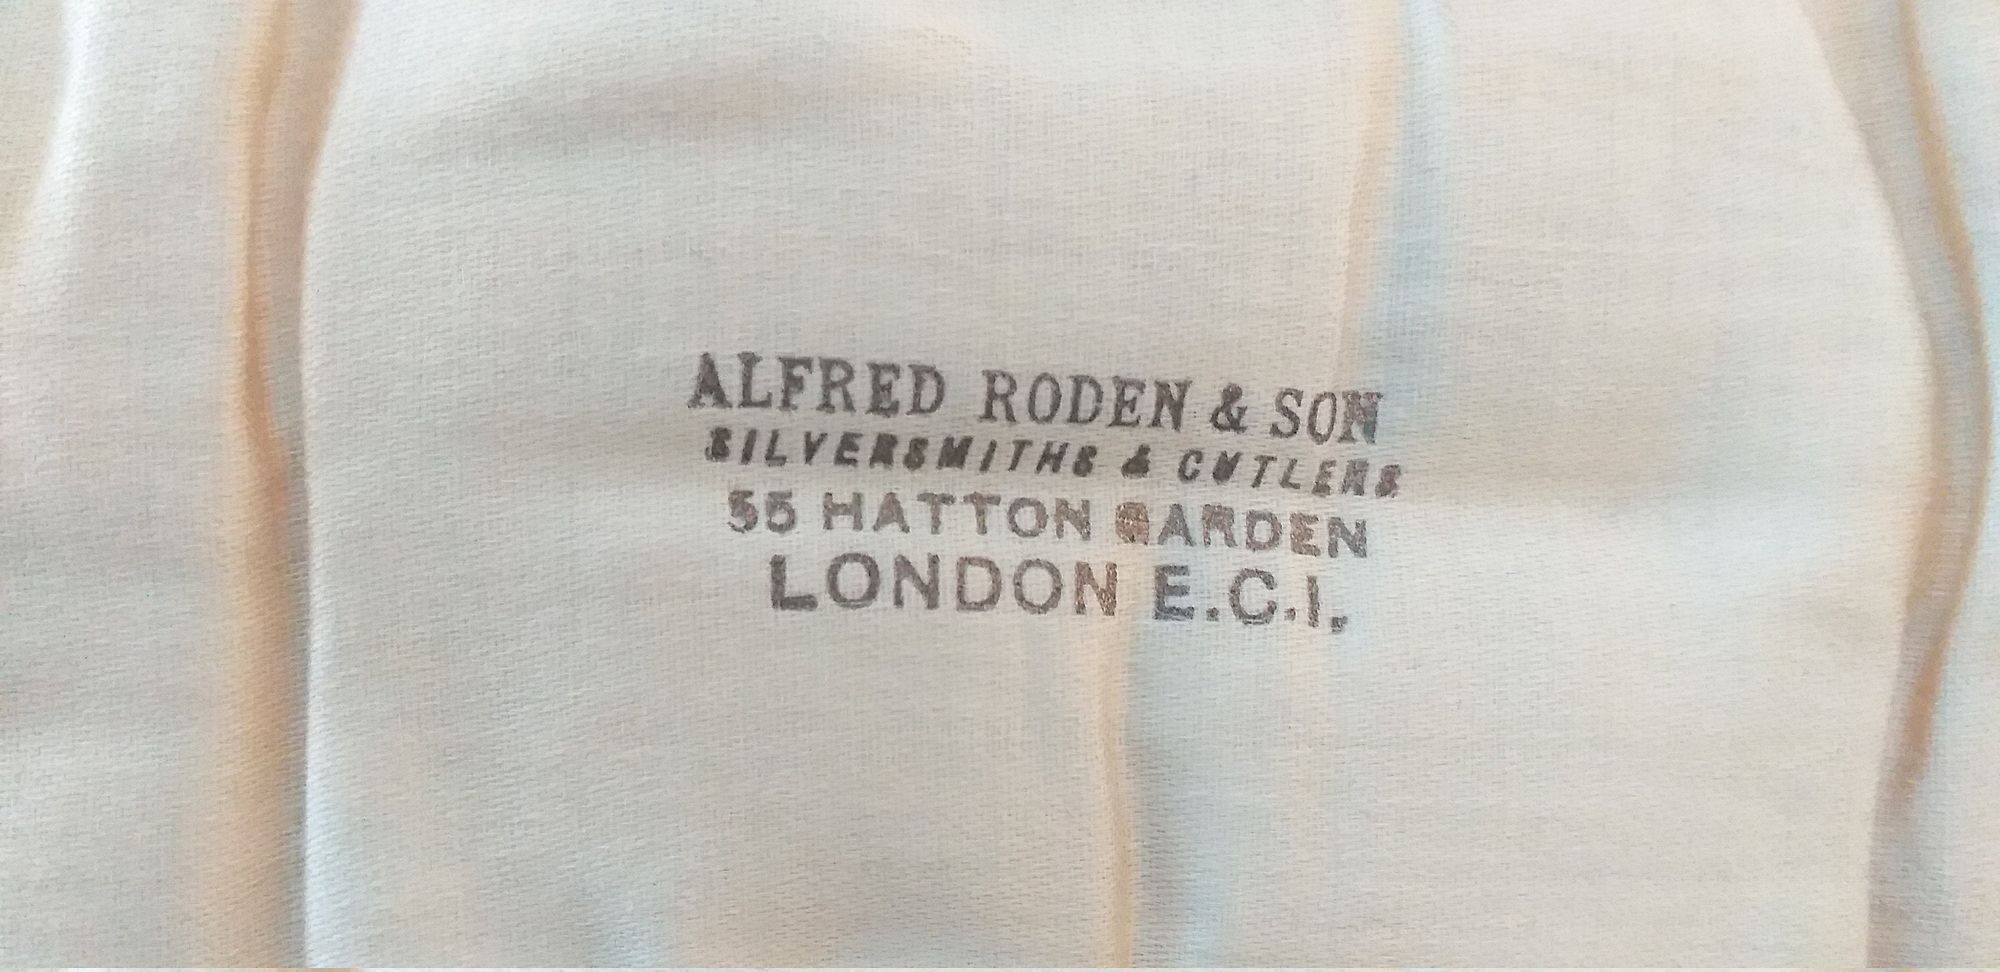 ALFRED RODEN & SON
SILVERSMITHS & CUTLERS
55 HATTON GARDEN
LONDON E.C.1.